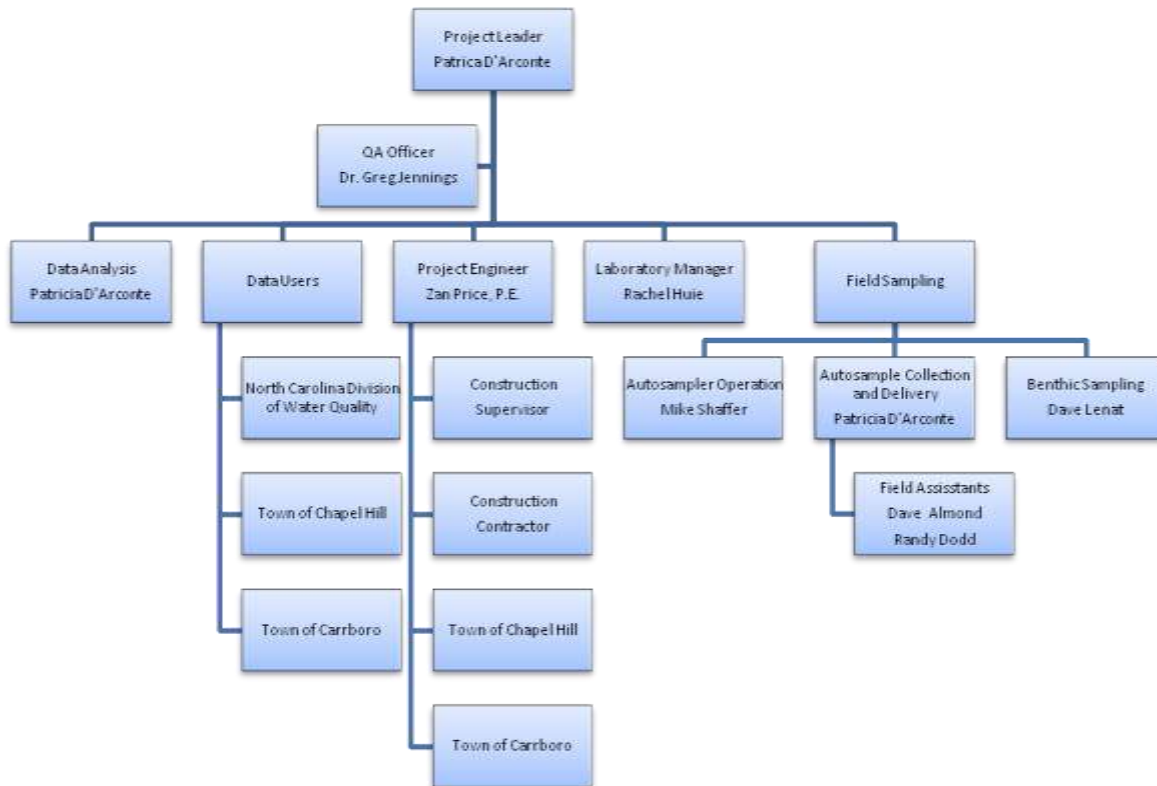 Project Leader
Patrica D'Arconte
QA Officer
Dr. Greg Jennings
Data Analysis
Patricia D'Arconte
Data Users
Project Engineer
Zan Price, P.E.
Laboratory Manager
Rachel Huie
Field Sampling
North Carolina Division
of Water Quality
Town of Chapel Hill
Town of Carrboro
Construction
Supervisor
Construction
Contractor
Town of Chapel Hill
Town of Carrboro
Autosampler Operation
Mike Shaffer
Autosample Collection
and Delivery
Patricia D'Arconte
Field Assisstants
Dave Almond
Randy Dodd
Benthic Sampling
Dave Lenat